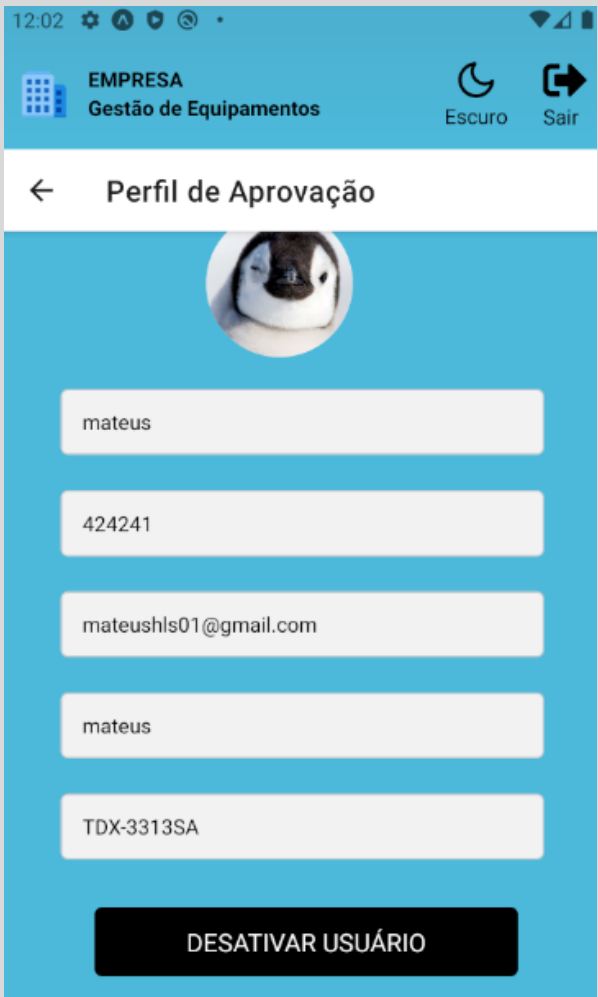 12:02
EMPRESA
Gestão de Equipamentos
Escuro
Sair
Perfil de Aprovação
mateus
424241
mateushls01@gmail.com
mateus
TDX-3313SA
DESATIVAR USUÁRIO